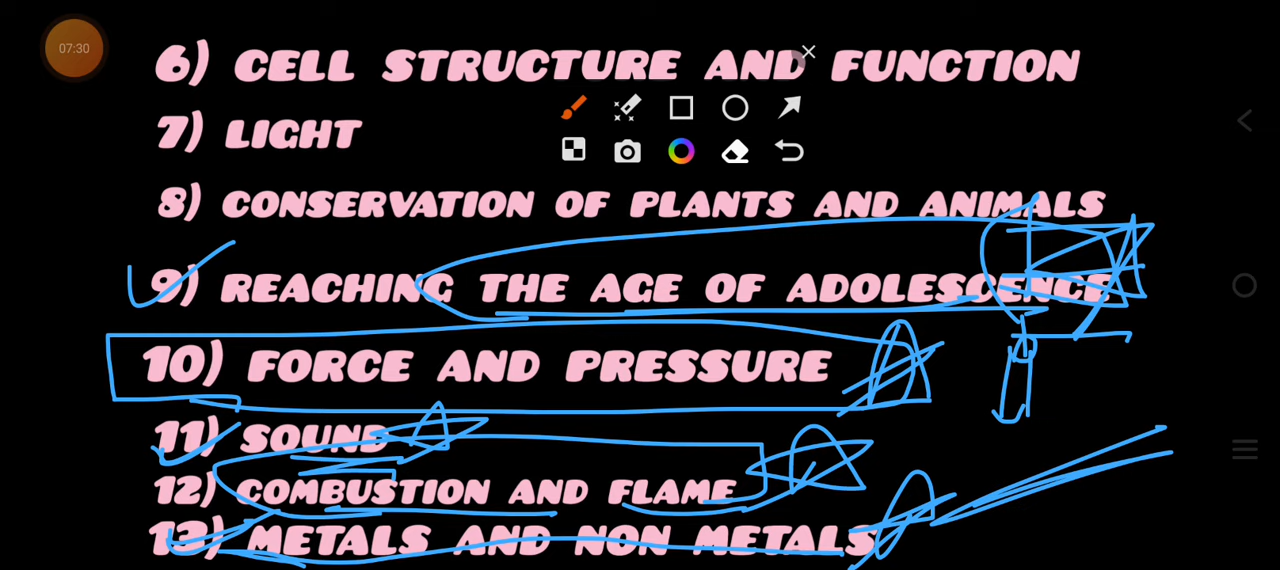 07:30
6) CELL STRUCTURE AND FUNCTION
7) LIGHT
8) CONSERVATION OF PLANTS AND ANIMALS
9) REACHING THE AGE OF ADOLESCENCE
10) FORCE AND PRESSURE
11) SOUND
12) COMBUSTION AND FLAME
13) METALS AND NON METALS